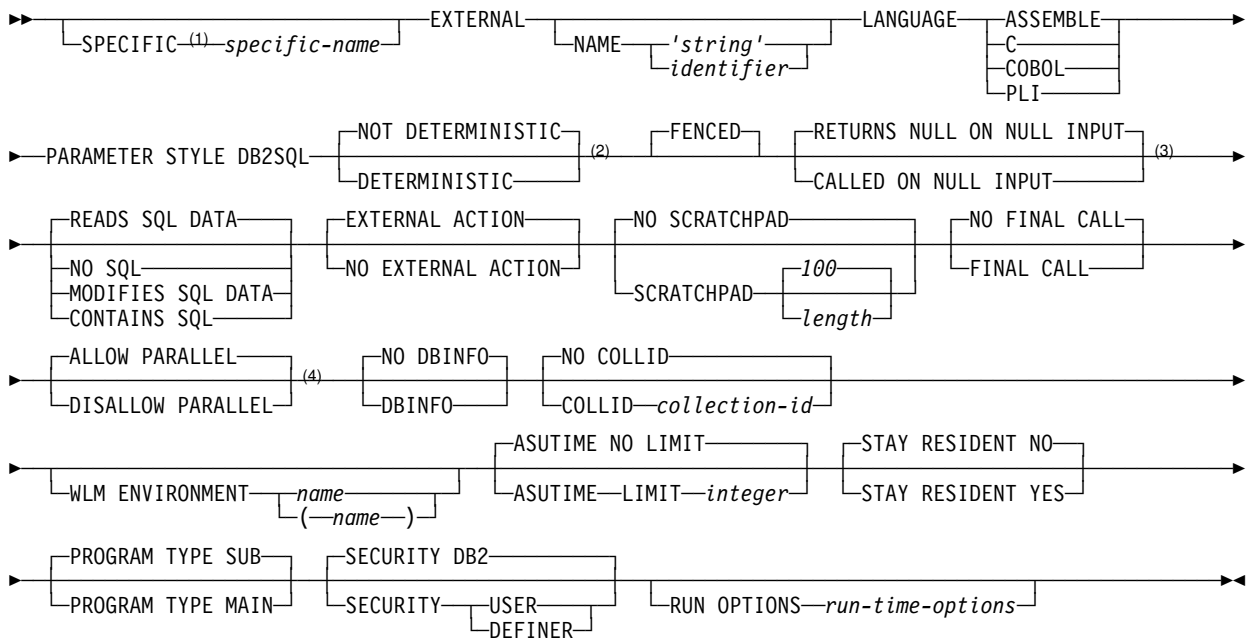 EXTERNAL LANGUAGE ASSEMBLE
SPECIFIC (1) specific-name NAME 'string' C
identifier COBOL
PLI
NOT DETERMINISTIC FENCED RETURNS NULL ON NULL INPUT
PARAMETER STYLE DB2SQL (2) (3)
DETERMINISTIC CALLED ON NULL INPUT
READS SQL DATA EXTERNAL ACTION NO SCRATCHPAD NO FINAL CALL
NO SQL NO EXTERNAL ACTION 100 FINAL CALL
MODIFIES SQL DATA SCRATCHPAD
CONTAINS SQL length
ALLOW PARALLEL NO DBINFO NO COLLID
(4)
DISALLOW PARALLEL DBINFO COLLID collection-id
ASUTIME NO LIMIT STAY RESIDENT NO
WLM ENVIRONMENT name ASUTIME LIMIT integer STAY RESIDENT YES
( name )
PROGRAM TYPE SUB SECURITY DB2
PROGRAM TYPE MAIN SECURITY USER RUN OPTIONS run-time-options
DEFINER